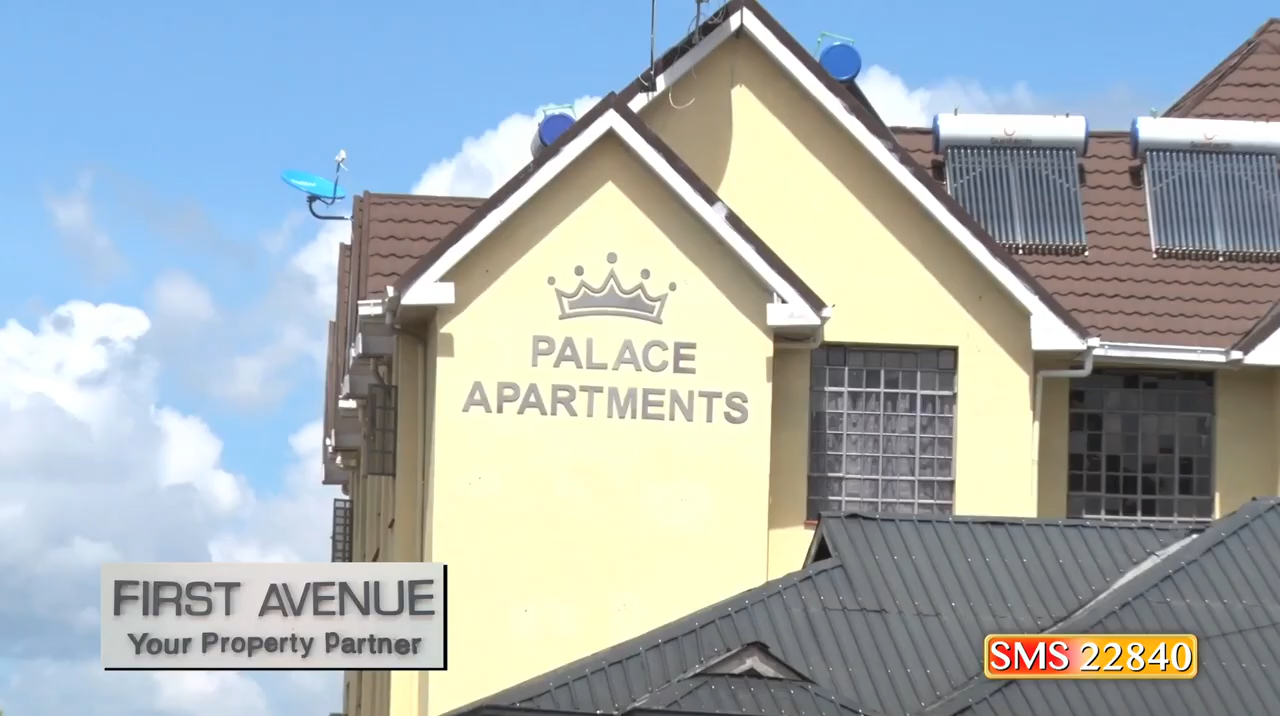 PALACE
APARTMENTS
FIRST AVENUE
Your Property Partner
SMS 22840